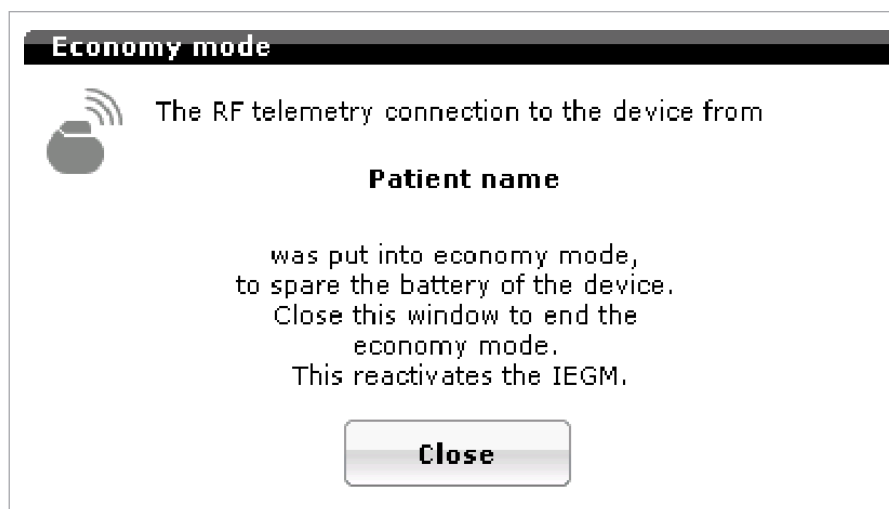 Economy mode
The RF telemetry connection to the device from
Patient name
was put into economy mode,
to spare the battery of the device.
Close this window to end the
economy mode.
This reactivates the IEGM.
Close